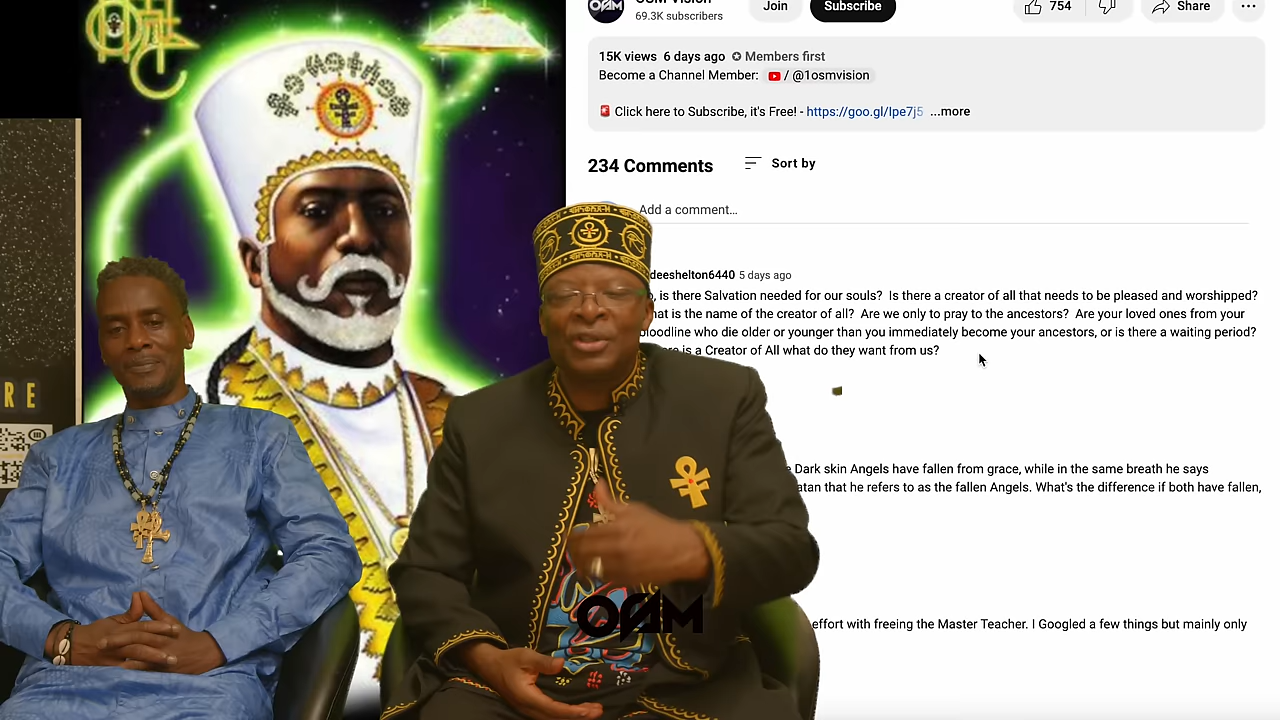 Join
Subscribe
69.3K subscribers
754
Share
15K views 6 days ago Members first
Become a Channel Member: / @1osmvision
Click here to Subscribe, it's Free! - https://goo.gl/Ipe7j5 ...more
234 Comments
Sort by
Add a comment…
deeshelton6440 5 days ago
is there Salvation needed for our souls? Is there a creator of all that needs to be pleased and worshipped?
hat is the name of the creator of all? Are we only to pray to the ancestors? Are your loved ones from your
bloodline who die older or younger than you immediately become your ancestors, or is there a waiting period?
is a Creator of All what do they want from us?
RE
Dark skin Angels have fallen from grace, while in the same breath he says
atan that he refers to as the fallen Angels. What's the difference if both have fallen,
OSM
effort with freeing the Master Teacher. I Googled a few things but mainly only